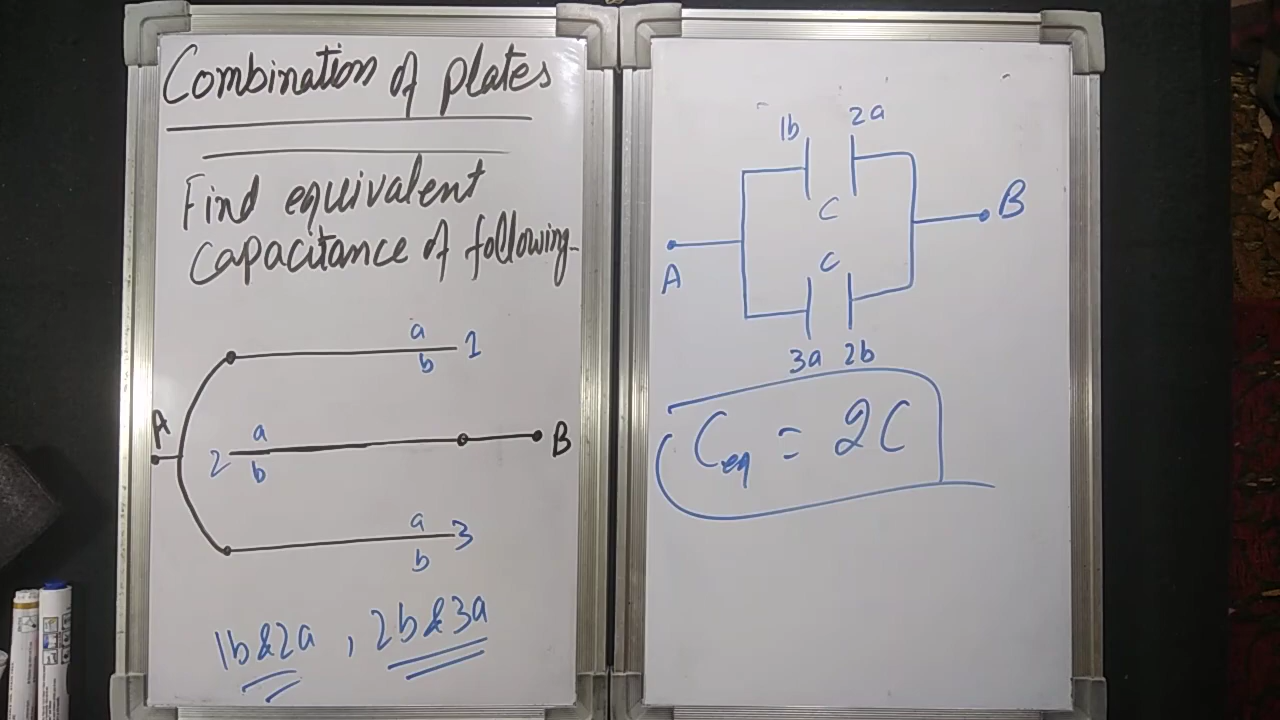 Combination of plates
Find equivalent
capacitance of following-
a
b 1
A
2 a
b
B
a
b 3
1b&2a , 2b&3a
1b 2a
C
B
A
C
3a 2b
Ceq = 2C